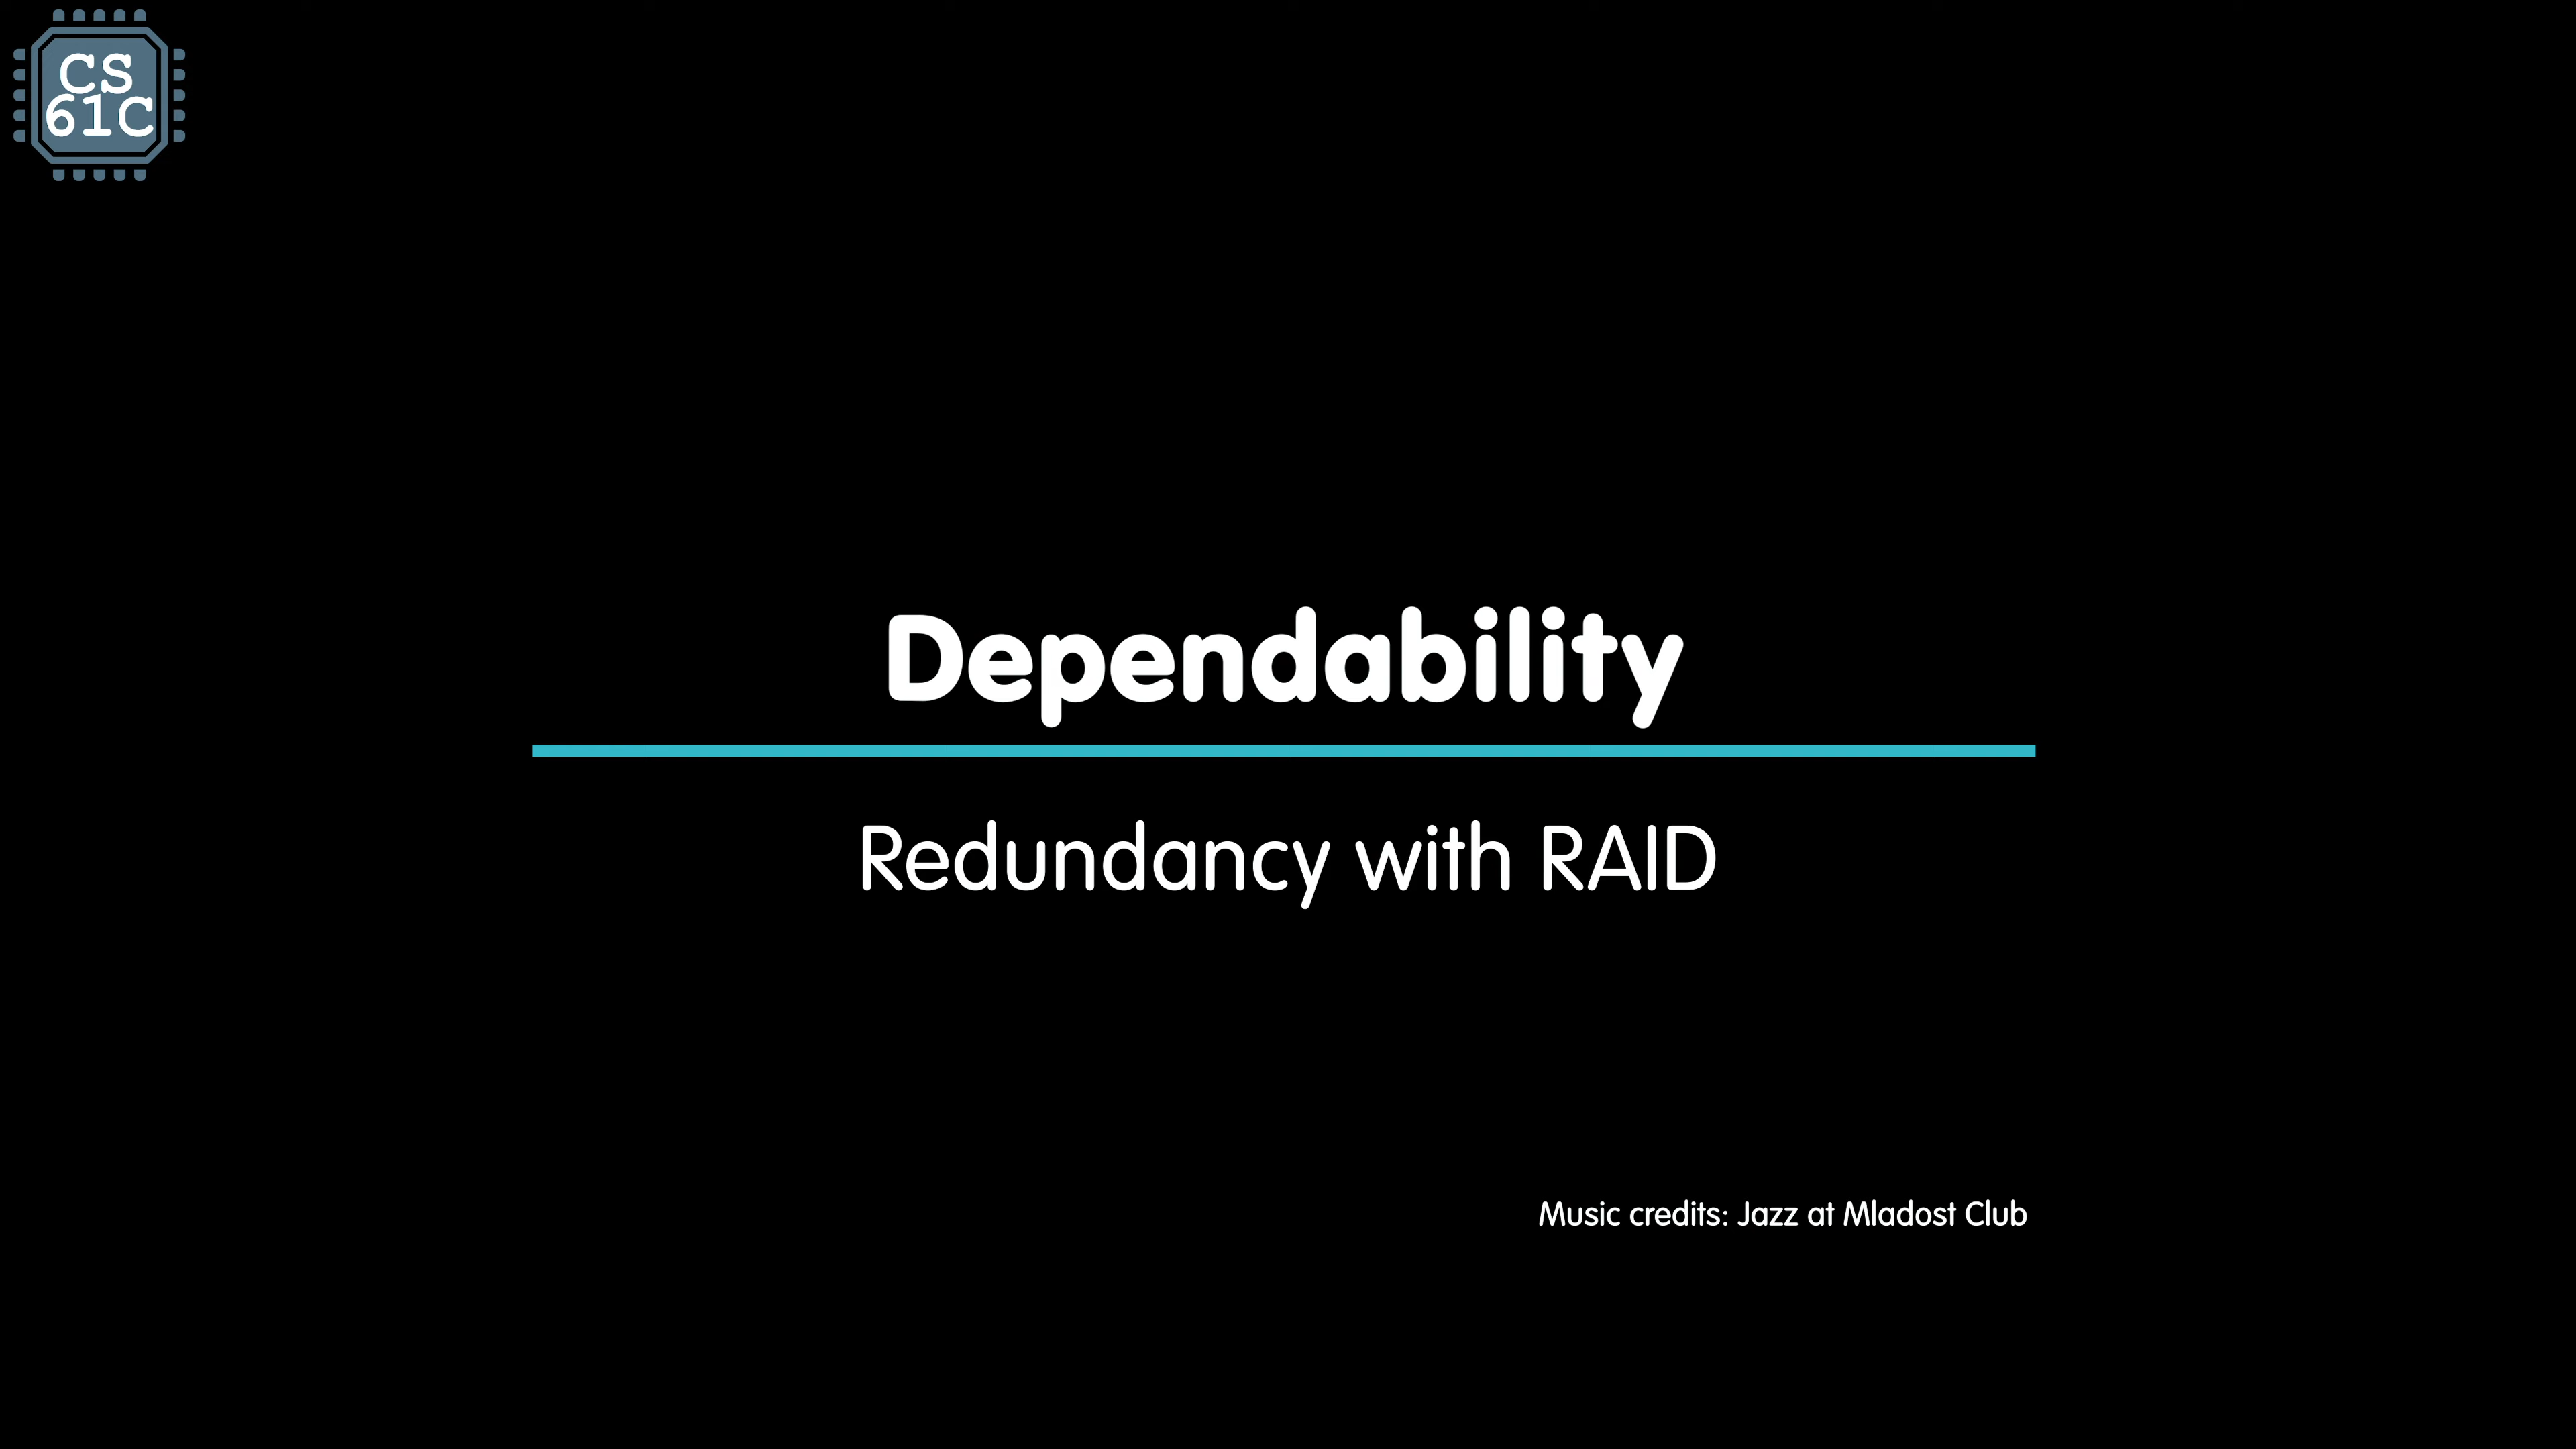 CS
61C
Dependability
Redundancy with RAID
Music credits: Jazz at Mladost Club